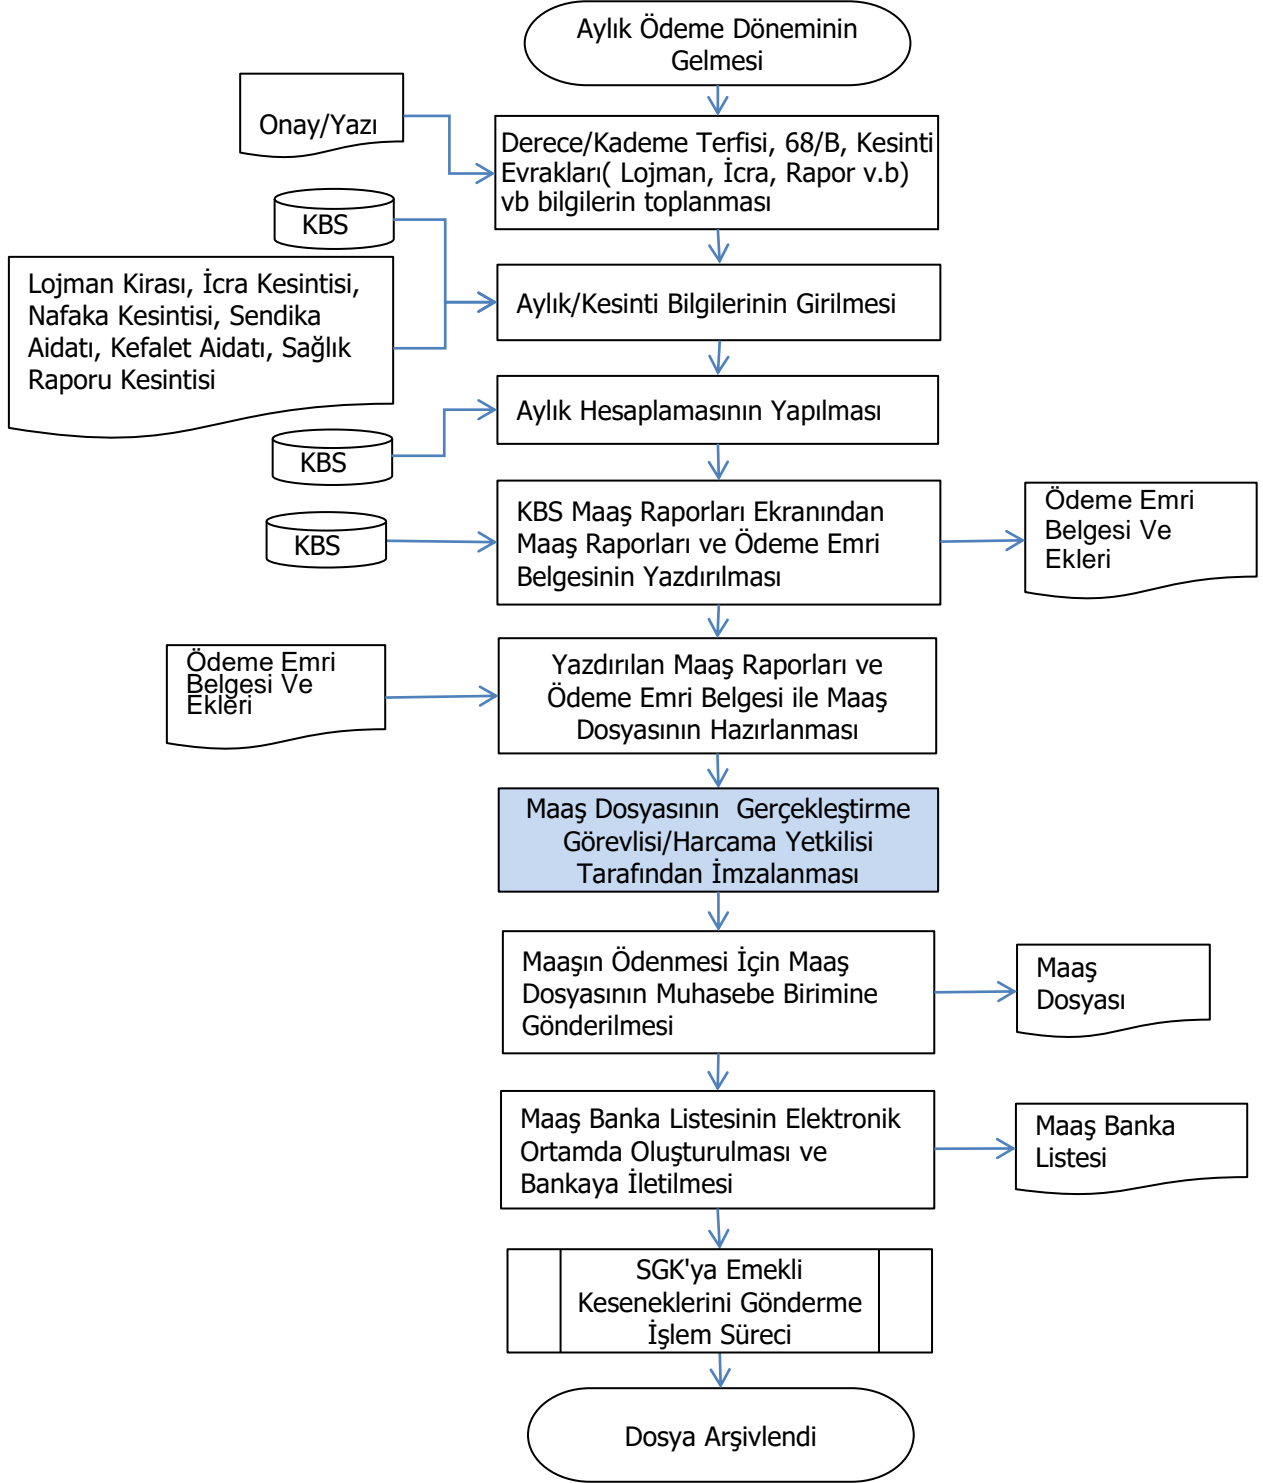 Aylık Ödeme Döneminin
Gelmesi
Onay/Yazı
Derece/Kademe Terfisi, 68/B, Kesinti
Evrakları( Lojman, İcra, Rapor v.b)
vb bilgilerin toplanması
KBS
Lojman Kirası, İcra Kesintisi,
Nafaka Kesintisi, Sendika
Aidatı, Kefalet Aidatı, Sağlık
Raporu Kesintisi
Aylık/Kesinti Bilgilerinin Girilmesi
Aylık Hesaplamasının Yapılması
KBS
KBS
KBS Maaş Raporları Ekranından
Maaş Raporları ve Ödeme Emri
Belgesinin Yazdırılması
Ödeme Emri
Belgesi Ve
Ekleri
Ödeme Emri
Belgesi Ve
Ekleri
Yazdırılan Maaş Raporları ve
Ödeme Emri Belgesi ile Maaş
Dosyasının Hazırlanması
Maaş Dosyasının  Gerçekleştirme
Görevlisi/Harcama Yetkilisi
Tarafından İmzalanması
Maaşın Ödenmesi İçin Maaş
Dosyasının Muhasebe Birimine
Gönderilmesi
Maaş
Dosyası
Maaş Banka Listesinin Elektronik
Ortamda Oluşturulması ve
Bankaya İletilmesi
Maaş Banka
Listesi
SGK'ya Emekli
Keseneklerini Gönderme
İşlem Süreci
Dosya Arşivlendi